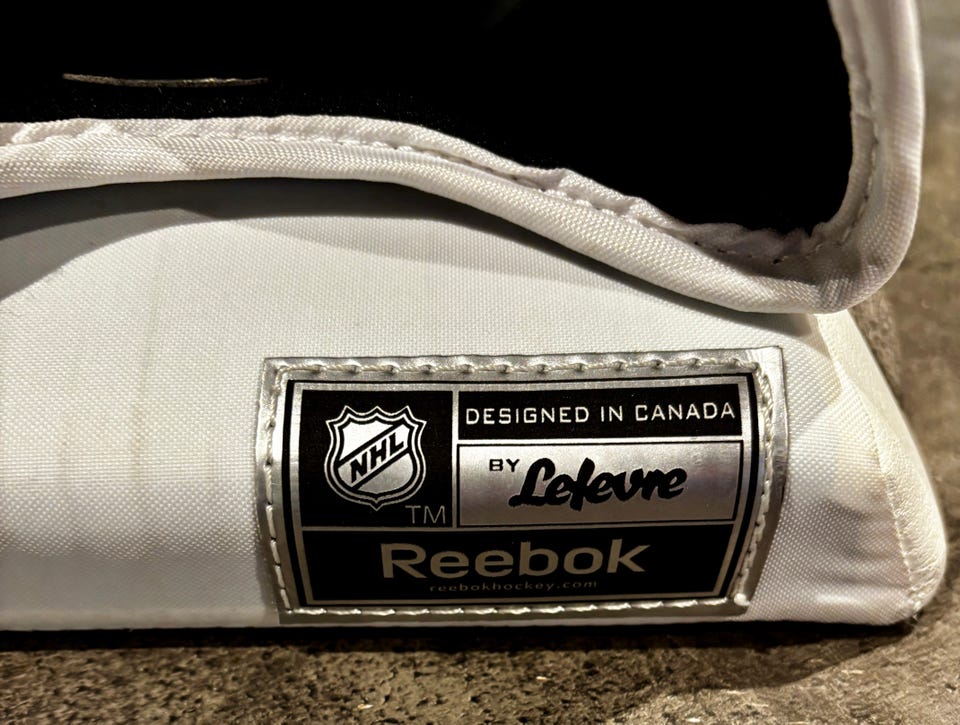 NHL
TM
DESIGNED IN CANADA
BY Lefevre
Reebok
reebokhockey.com